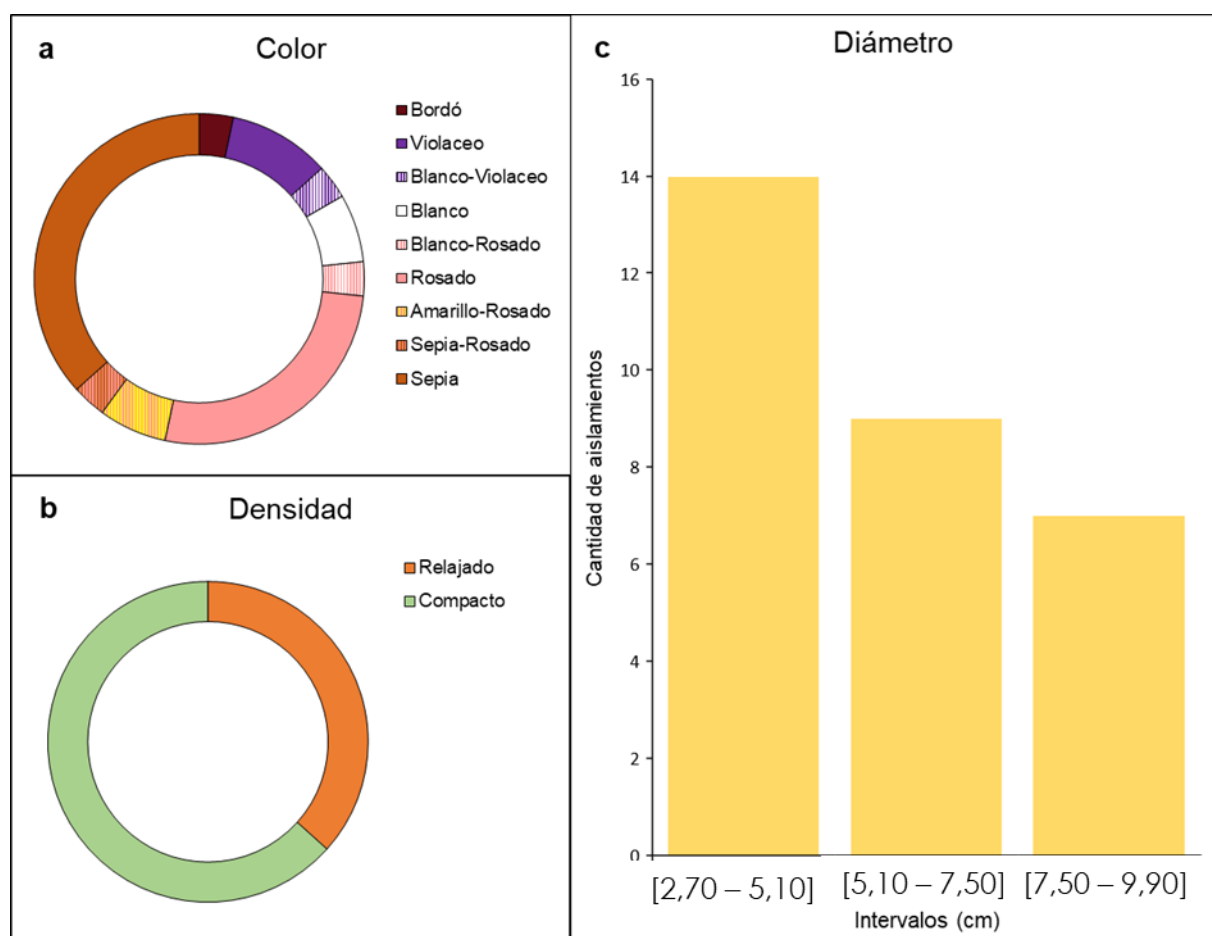 a
Color
Bordó
Violaceo
Blanco-Violaceo
Blanco
Blanco-Rosado
Rosado
Amarillo-Rosado
Sepia-Rosado
Sepia
b
Densidad
Relajado
Compacto
c
Diámetro
Cantidad de aislamientos
16
14
12
10
8
6
4
2
0
[2,70 – 5,10]
[5,10 – 7,50]
[7,50 – 9,90]
Intervalos (cm)